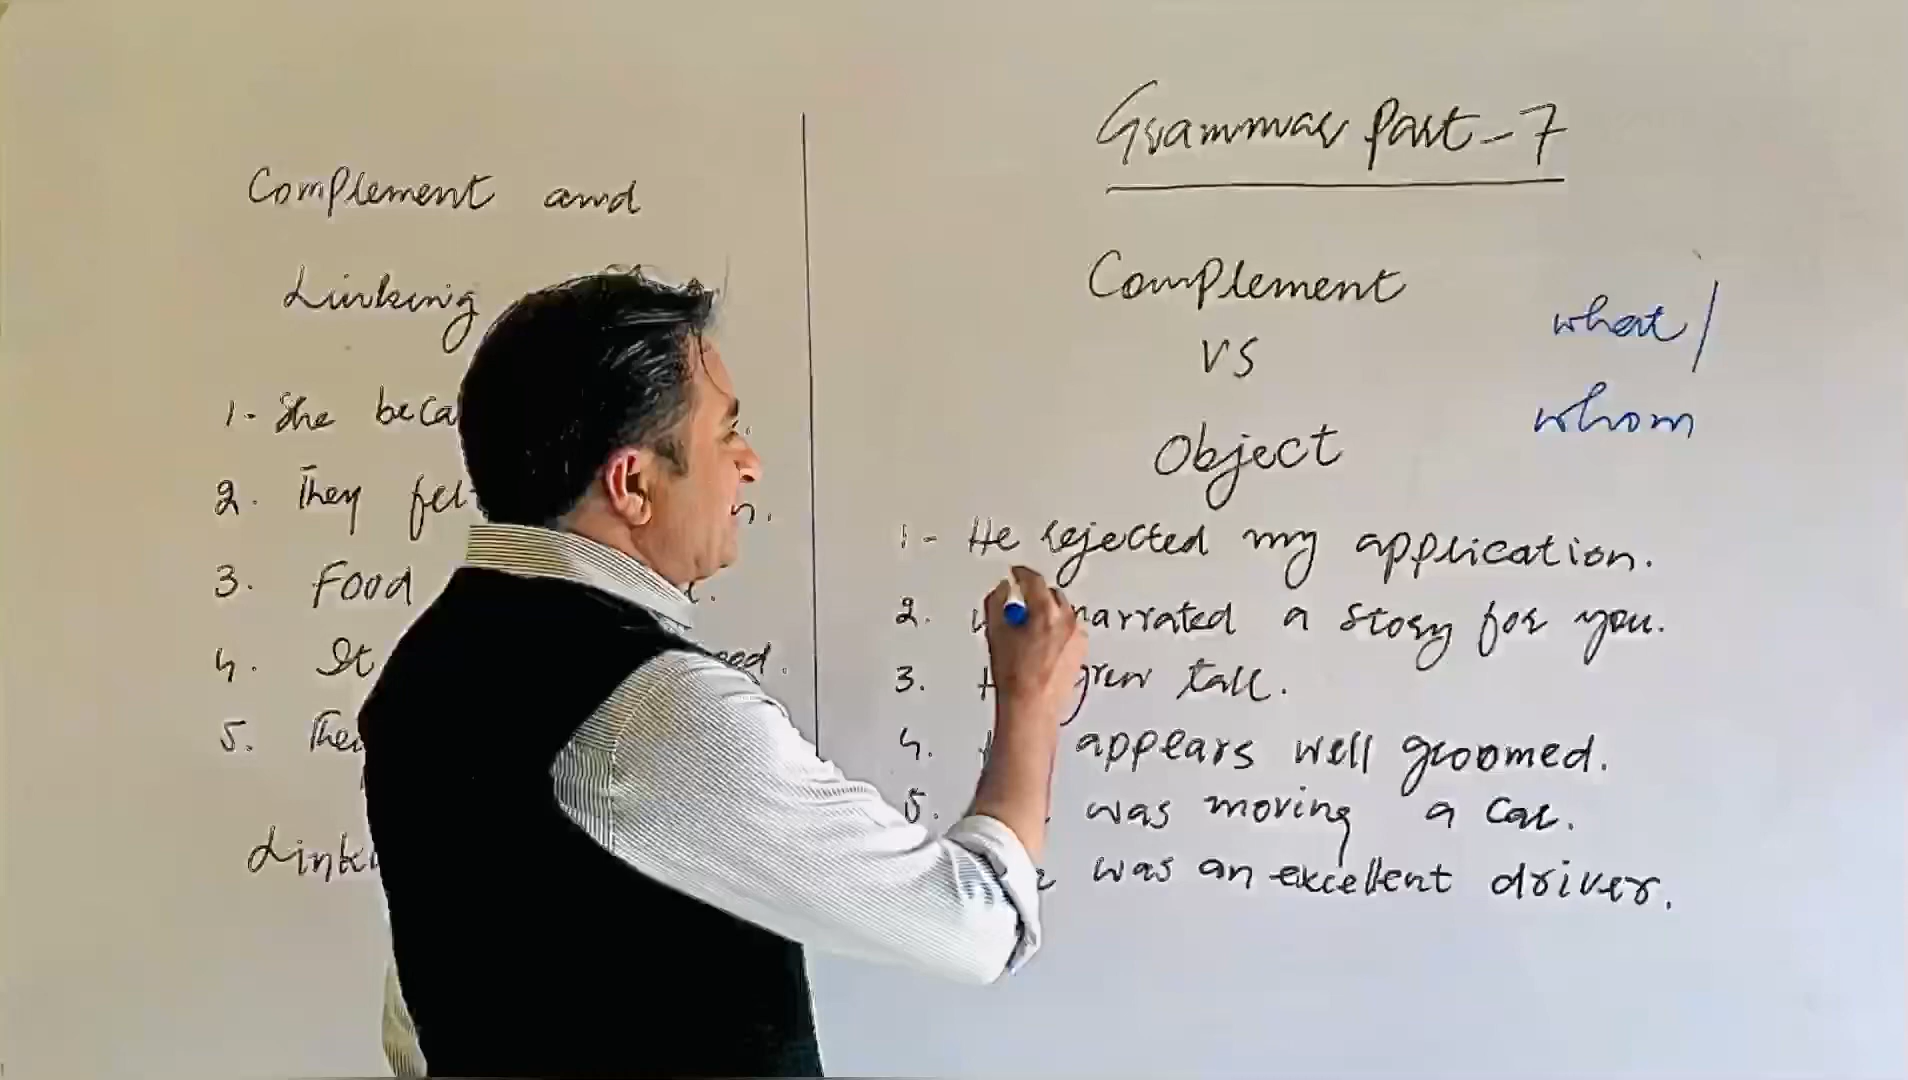 Complement and
Linking
1- She beca
2. They fel
3. Food
4. It
5. The
Linki
Grammar Part-7
Complement
VS
Object
what/
whom
1- He rejected my application.
2. narrated a story for you.
3. grew tall.
4. appears well groomed.
5. was moving a car.
was an excellent driver.